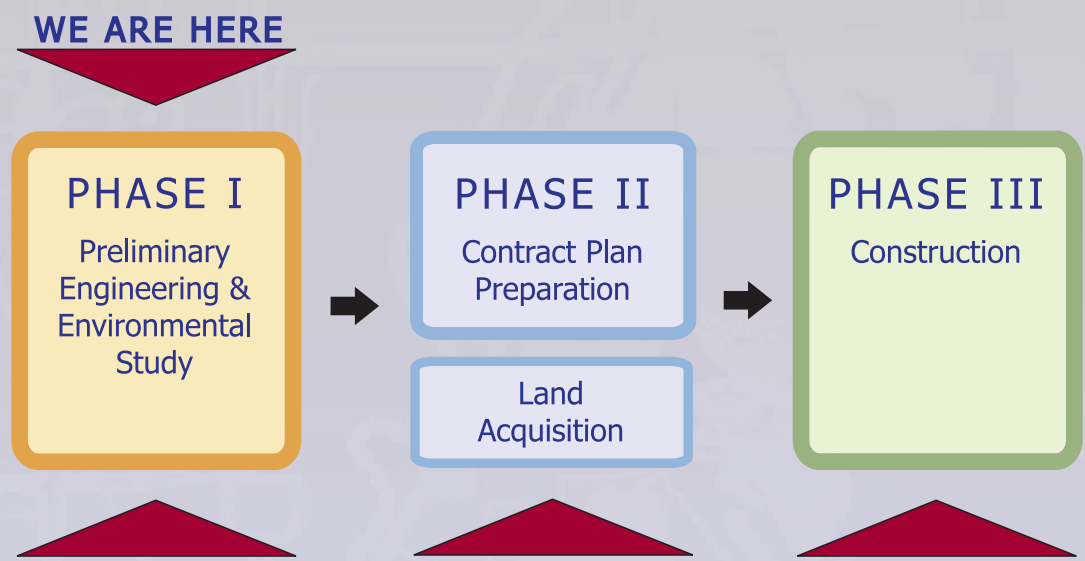 WE ARE HERE
PHASE I
Preliminary
Engineering &
Environmental
Study
PHASE II
Contract Plan
Preparation
Land
Acquisition
PHASE III
Construction